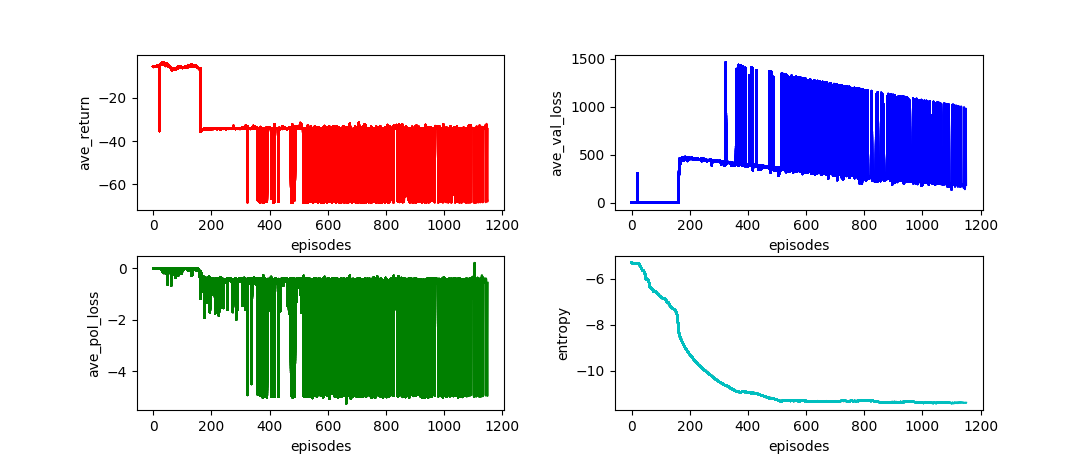 ave_return
−20
−40
−60
0 200 400 600 800 1000 1200
episodes
ave_val_loss
1500
1000
500
0
0 200 400 600 800 1000 1200
episodes
ave_pol_loss
0
−2
−4
0 200 400 600 800 1000 1200
episodes
entropy
−6
−8
−10
0 200 400 600 800 1000 1200
episodes